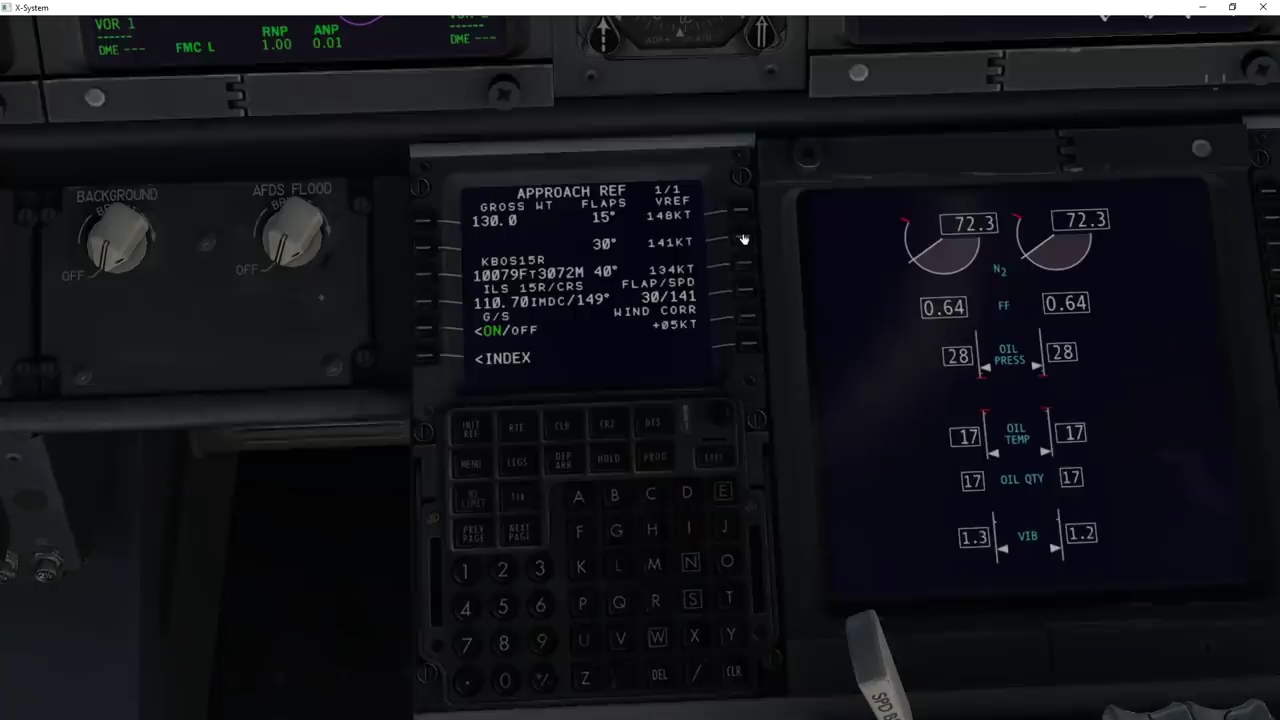 X-System
VOR 1
DME ---
FMC L
RNP
1.00
ANP
0.01
DME ---
BACKGROUND
OFF
AFDS FLOOD
OFF
APPROACH REF 1/1
GROSS WT FLAPS VREF
130.0 15° 148KT
30° 141KT
KBOS15R
10079FT3072M 40° 134KT
ILS 15R/CRS FLAP/SPD
110.70IMDC/149° 30/141
G/S WIND CORR
<ON/OFF +05KT
<INDEX
INIT REF
RTE
CLB
CRZ
DES
MENU
LEGS
DEP ARR
HOLD
PROG
EXEC
N1 LIMIT
FIX
PREV PAGE
NEXT PAGE
A B C D E
F G H I J
K L M N O
P Q R S T
U V W X Y
Z DEL / CLR
1 2 3
4 5 6
7 8 9
. 0 +/-
72.3 72.3
N2
0.64 FF 0.64
28 OIL PRESS 28
17 OIL TEMP 17
17 OIL QTY 17
1.3 VIB 1.2